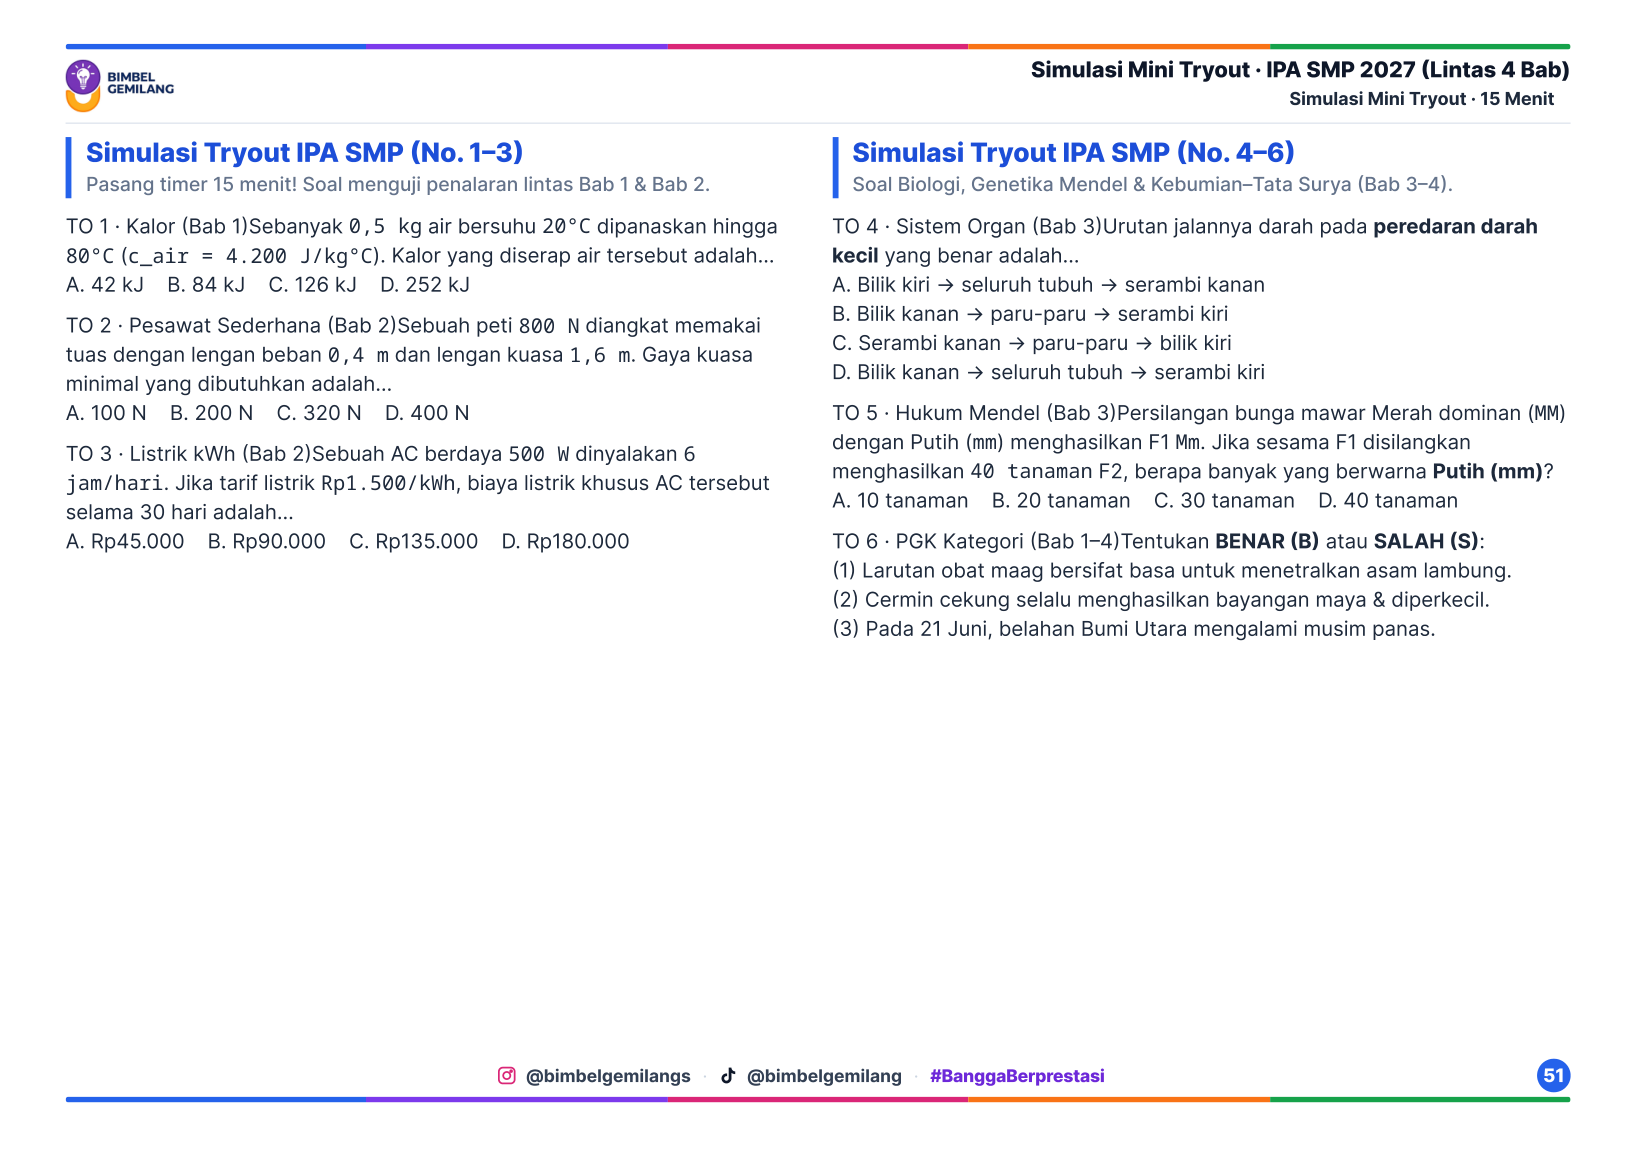 BIMBEL
GEMILANG
Simulasi Mini Tryout · IPA SMP 2027 (Lintas 4 Bab)
Simulasi Mini Tryout · 15 Menit
Simulasi Tryout IPA SMP (No. 1–3)
Pasang timer 15 menit! Soal menguji penalaran lintas Bab 1 & Bab 2.
TO 1 · Kalor (Bab 1)Sebanyak 0,5 kg air bersuhu 20°C dipanaskan hingga
80°C (c_air = 4.200 J/kg°C). Kalor yang diserap air tersebut adalah...
A. 42 kJ B. 84 kJ C. 126 kJ D. 252 kJ
TO 2 · Pesawat Sederhana (Bab 2)Sebuah peti 800 N diangkat memakai
tuas dengan lengan beban 0,4 m dan lengan kuasa 1,6 m. Gaya kuasa
minimal yang dibutuhkan adalah...
A. 100 N B. 200 N C. 320 N D. 400 N
TO 3 · Listrik kWh (Bab 2)Sebuah AC berdaya 500 W dinyalakan 6
jam/hari. Jika tarif listrik Rp1.500/kWh, biaya listrik khusus AC tersebut
selama 30 hari adalah...
A. Rp45.000 B. Rp90.000 C. Rp135.000 D. Rp180.000
Simulasi Tryout IPA SMP (No. 4–6)
Soal Biologi, Genetika Mendel & Kebumian–Tata Surya (Bab 3–4).
TO 4 · Sistem Organ (Bab 3)Urutan jalannya darah pada peredaran darah
kecil yang benar adalah...
A. Bilik kiri → seluruh tubuh → serambi kanan
B. Bilik kanan → paru-paru → serambi kiri
C. Serambi kanan → paru-paru → bilik kiri
D. Bilik kanan → seluruh tubuh → serambi kiri
TO 5 · Hukum Mendel (Bab 3)Persilangan bunga mawar Merah dominan (MM)
dengan Putih (mm) menghasilkan F1 Mm. Jika sesama F1 disilangkan
menghasilkan 40 tanaman F2, berapa banyak yang berwarna Putih (mm)?
A. 10 tanaman B. 20 tanaman C. 30 tanaman D. 40 tanaman
TO 6 · PGK Kategori (Bab 1–4)Tentukan BENAR (B) atau SALAH (S):
(1) Larutan obat maag bersifat basa untuk menetralkan asam lambung.
(2) Cermin cekung selalu menghasilkan bayangan maya & diperkecil.
(3) Pada 21 Juni, belahan Bumi Utara mengalami musim panas.
@bimbelgemilangs · @bimbelgemilang · #BanggaBerprestasi
51